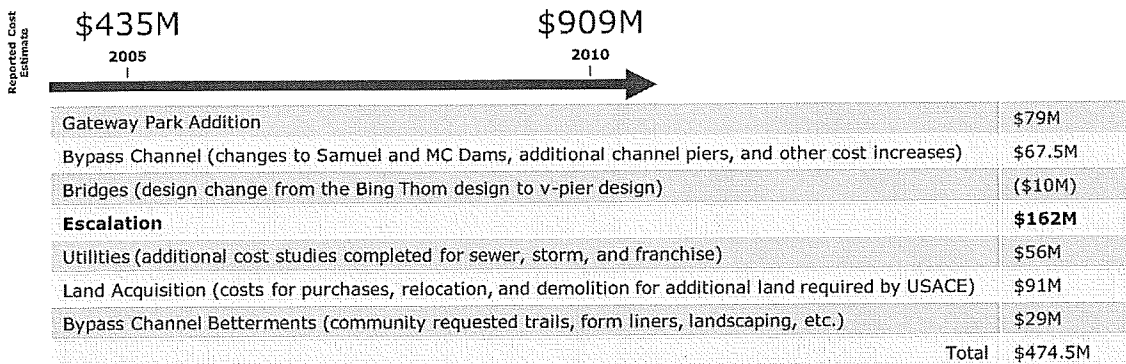 Reported Cost
Estimate
$435M
$909M
2005
2010
Gateway Park Addition $79M
Bypass Channel (changes to Samuel and MC Dams, additional channel piers, and other cost increases) $67.5M
Bridges (design change from the Bing Thom design to v-pier design) ($10M)
Escalation $162M
Utilities (additional cost studies completed for sewer, storm, and franchise) $56M
Land Acquisition (costs for purchases, relocation, and demolition for additional land required by USACE) $91M
Bypass Channel Betterments (community requested trails, form liners, landscaping, etc.) $29M
Total $474.5M